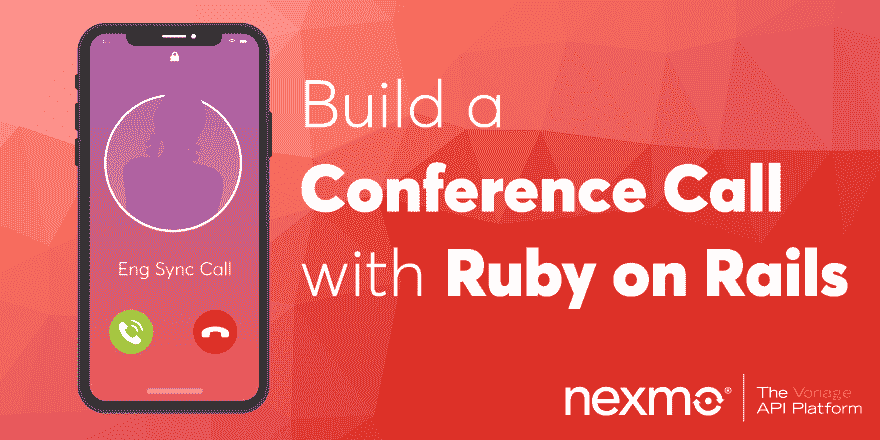 Eng Sync Call
Build a
Conference Call
with Ruby on Rails
nexmo®
The Vonage
API Platform